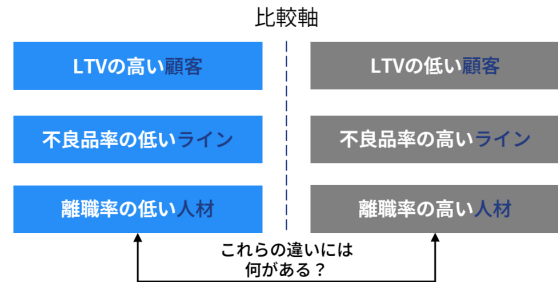 比較軸
LTVの高い顧客
LTVの低い顧客
不良品率の低いライン
不良品率の高いライン
離職率の低い人材
離職率の高い人材
これらの違いには
何がある？